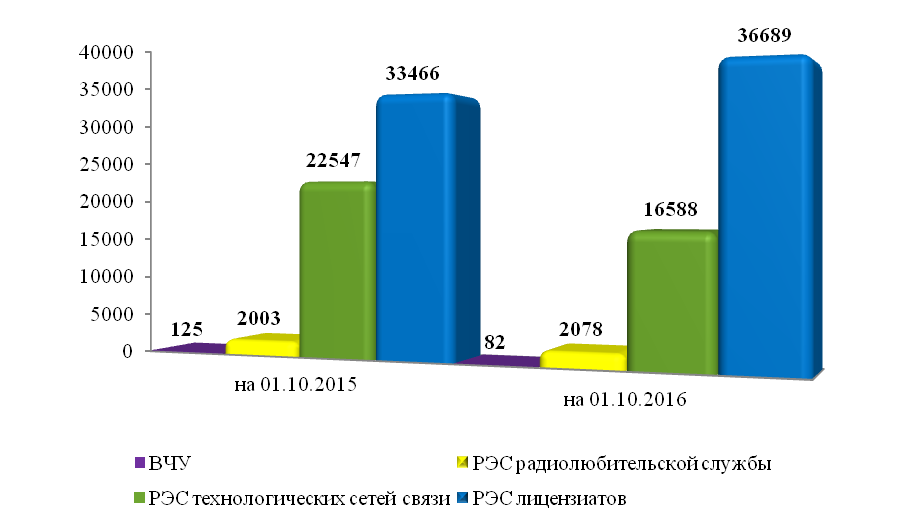 36689
40000
33466
35000
30000
22547
25000
16588
20000
15000
10000
2003
2078
5000
125
82
0
на 01.10.2015
на 01.10.2016
ВЧУ
РЭС радиолюбительской службы
РЭС технологических сетей связи
РЭС лицензиатов